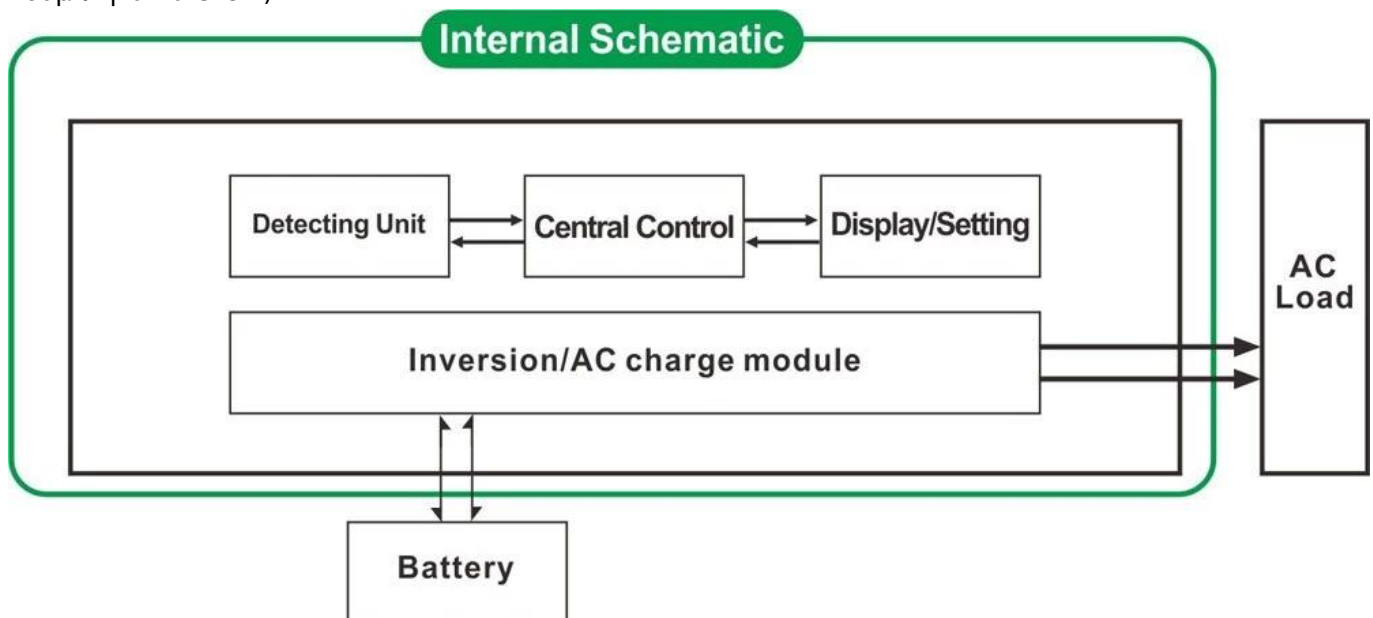 Internal Schematic
Detecting Unit
Central Control
Display/Setting
AC
Load
Inversion/AC charge module
Battery